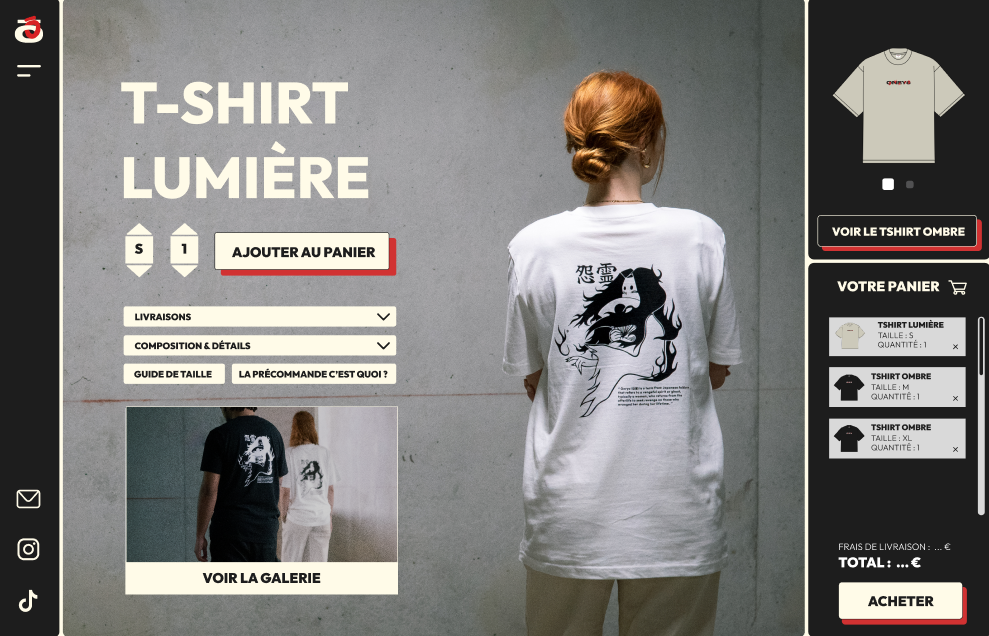 T-SHIRT
LUMIÈRE
S
1
AJOUTER AU PANIER
LIVRAISONS
COMPOSITION & DÉTAILS
GUIDE DE TAILLE
LA PRÉCOMMANDE C'EST QUOI ?
VOIR LA GALERIE
怨霊
VOIR LE TSHIRT OMBRE
VOTRE PANIER
TSHIRT LUMIÈRE
TAILLE : S
QUANTITÉ : 1
×
TSHIRT OMBRE
TAILLE : M
QUANTITÉ : 1
×
TSHIRT OMBRE
TAILLE : XL
QUANTITÉ : 1
×
FRAIS DE LIVRAISON : ... €
TOTAL : ... €
ACHETER